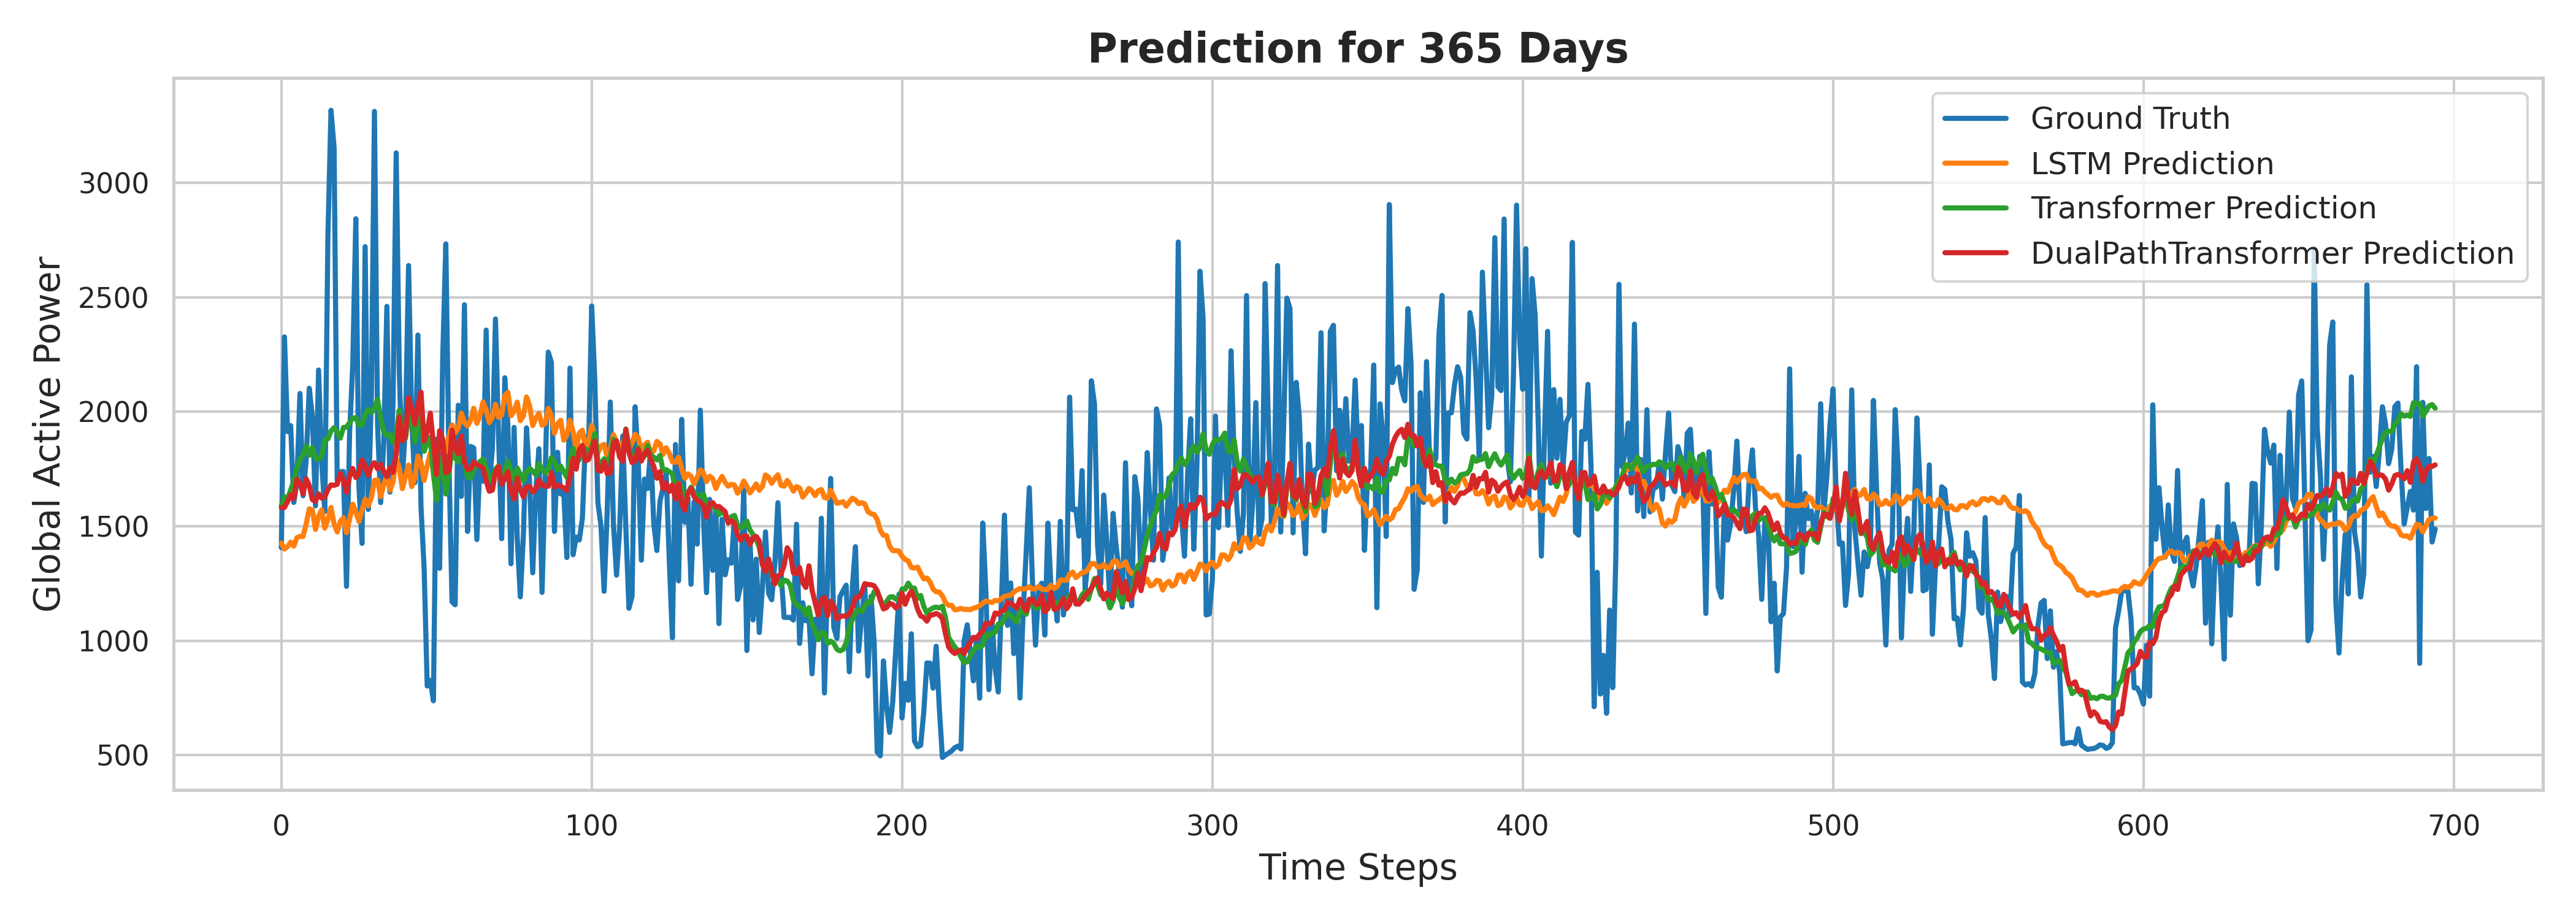 Prediction for 365 Days
Ground Truth
LSTM Prediction
Transformer Prediction
DualPathTransformer Prediction
Global Active Power
3000
2500
2000
1500
1000
500
0 100 200 300 400 500 600 700
Time Steps